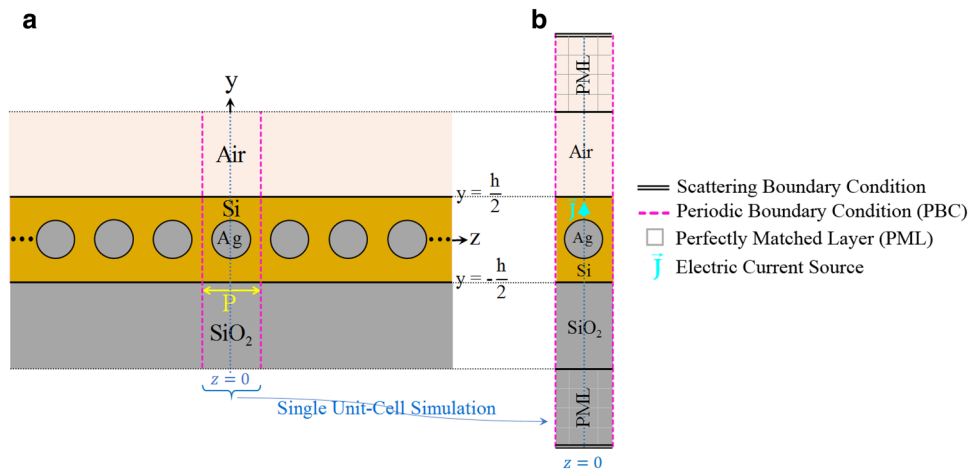 a
y
Air
y = h/2
Si
Ag
z
y = - h/2
P
SiO₂
z = 0
Single Unit-Cell Simulation
b
PML
Air
J
Ag
Si
SiO₂
PML
z = 0
Scattering Boundary Condition
Periodic Boundary Condition (PBC)
Perfectly Matched Layer (PML)
J⃗ Electric Current Source